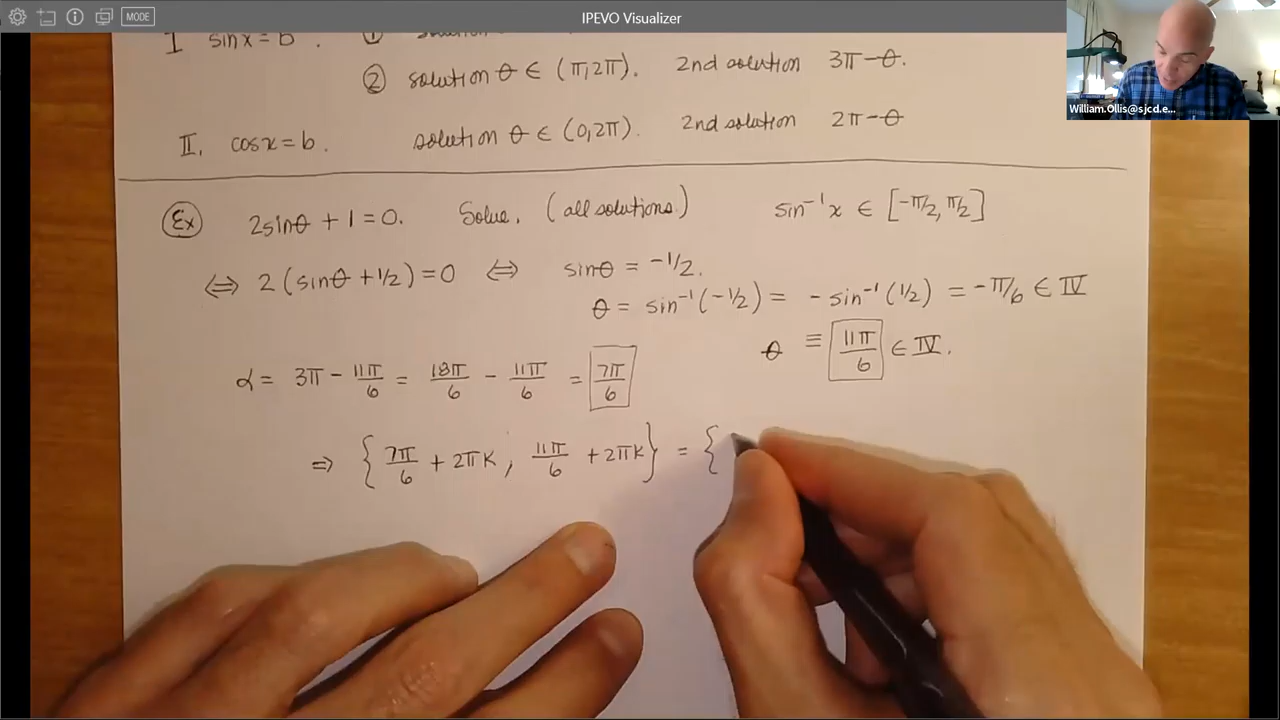 MODE
IPEVO Visualizer
William.Ollis@sjcd.e...
I sin x = b . ①
② solution θ ∈ (π, 2π). 2nd solution 3π-θ.
II. cos x = b. solution θ ∈ (0, 2π). 2nd solution 2π-θ
Ex 2sinθ + 1 = 0. Solve. (all solutions.) sin⁻¹x ∈ [-π/2, π/2]
⇔ 2(sinθ + 1/2) = 0 ⇔ sinθ = -1/2.
θ = sin⁻¹(-1/2) = - sin⁻¹(1/2) = -π/6 ∈ IV
θ ≡ 11π/6 ∈ IV.
α = 3π - 11π/6 = 18π/6 - 11π/6 = 7π/6
⇒ { 7π/6 + 2πK, 11π/6 + 2πK } = {